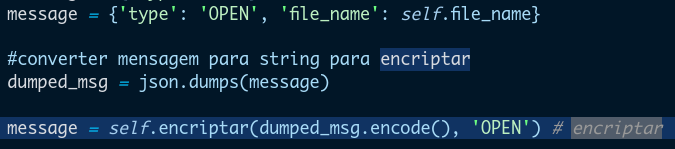 message = {'type': 'OPEN', 'file_name': self.file_name}
#converter mensagem para string para encriptar
dumped_msg = json.dumps(message)
message = self.encriptar(dumped_msg.encode(), 'OPEN') # encriptar